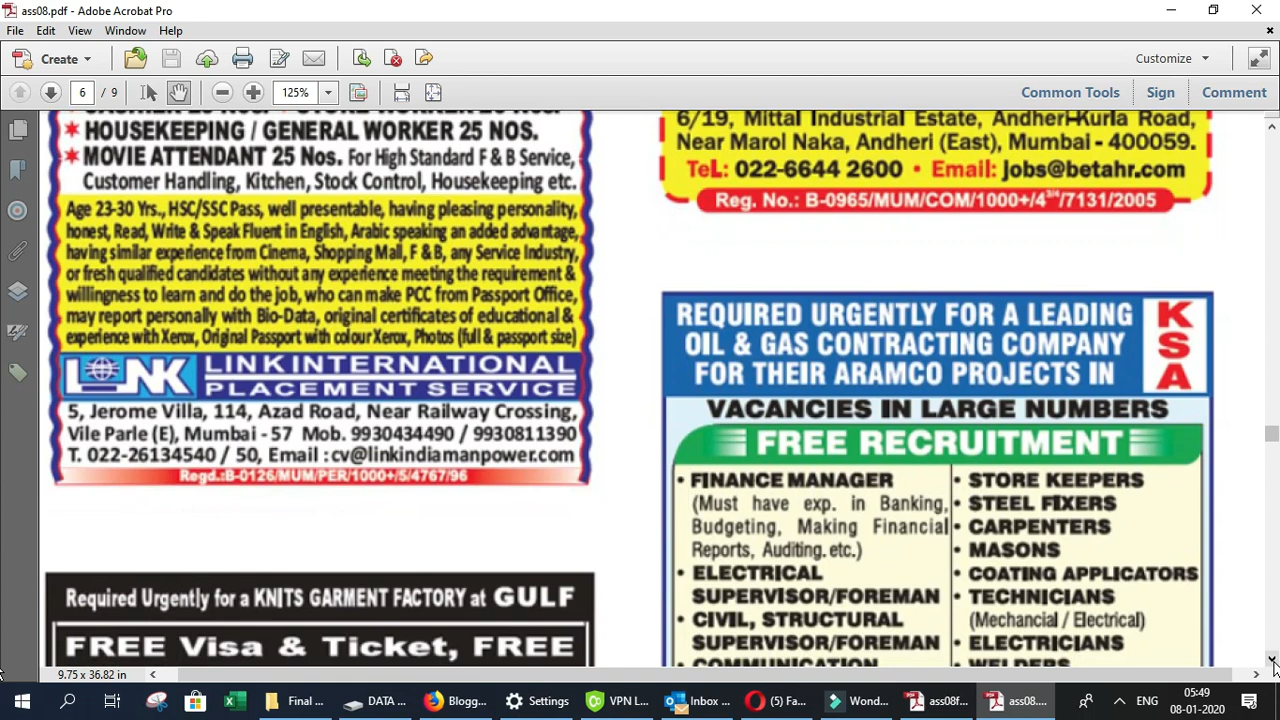 ass08.pdf - Adobe Acrobat Pro
File Edit View Window Help
Create
Customize
6 / 9
125%
Common Tools
Sign
Comment
HOUSEKEEPING / GENERAL WORKER 25 NOS.
MOVIE ATTENDANT 25 Nos. For High Standard F & B Service,
Customer Handling, Kitchen, Stock Control, Housekeeping etc.
Age 23-30 Yrs., HSC/SSC Pass, well presentable, having pleasing personality,
honest, Read, Write & Speak Fluent in English, Arabic speaking an added advantage,
having similar experience from Cinema, Shopping Mall, F & B, any Service Industry,
or fresh qualified candidates without any experience meeting the requirement &
willingness to learn and do the job, who can make PCC from Passport Office,
may report personally with Bio-Data, original certificates of educational &
experience with Xerox, Original Passport with colour Xerox, Photos (full & passport size)
LINK
LINK INTERNATIONAL
PLACEMENT SERVICE
5, Jerome Villa, 114, Azad Road, Near Railway Crossing,
Vile Parle (E), Mumbai - 57 Mob. 9930434490 / 9930811390
T. 022-26134540 / 50, Email : cv@linkindiamanpower.com
Regd.:B-0126/MUM/PER/1000+/5/4767/96
Required Urgently for a KNITS GARMENT FACTORY at GULF
FREE Visa & Ticket, FREE
6/19, Mittal Industrial Estate, Andheri-Kurla Road,
Near Marol Naka, Andheri (East), Mumbai - 400059.
TeL: 022-6644 2600 • Email: jobs@betahr.com
Reg. No.: B-0965/MUM/COM/1000+/4 3/4/7131/2005
REQUIRED URGENTLY FOR A LEADING
OIL & GAS CONTRACTING COMPANY
FOR THEIR ARAMCO PROJECTS IN
KSA
VACANCIES IN LARGE NUMBERS
FREE RECRUITMENT
• FINANCE MANAGER
(Must have exp. in Banking,
Budgeting, Making Financial
Reports, Auditing. etc.)
• ELECTRICAL
SUPERVISOR/FOREMAN
• CIVIL, STRUCTURAL
SUPERVISOR/FOREMAN
COMMUNICATION
• STORE KEEPERS
• STEEL FIXERS
• CARPENTERS
• MASONS
• COATING APPLICATORS
• TECHNICIANS
(Mechancial / Electrical)
• ELECTRICIANS
WELDERS
9.75 x 36.82 in
Final ...
DATA ...
Blogg...
Settings
VPN L...
Inbox ...
(5) Fa...
Wond...
ass08f...
ass08....
ENG
05:49
08-01-2020